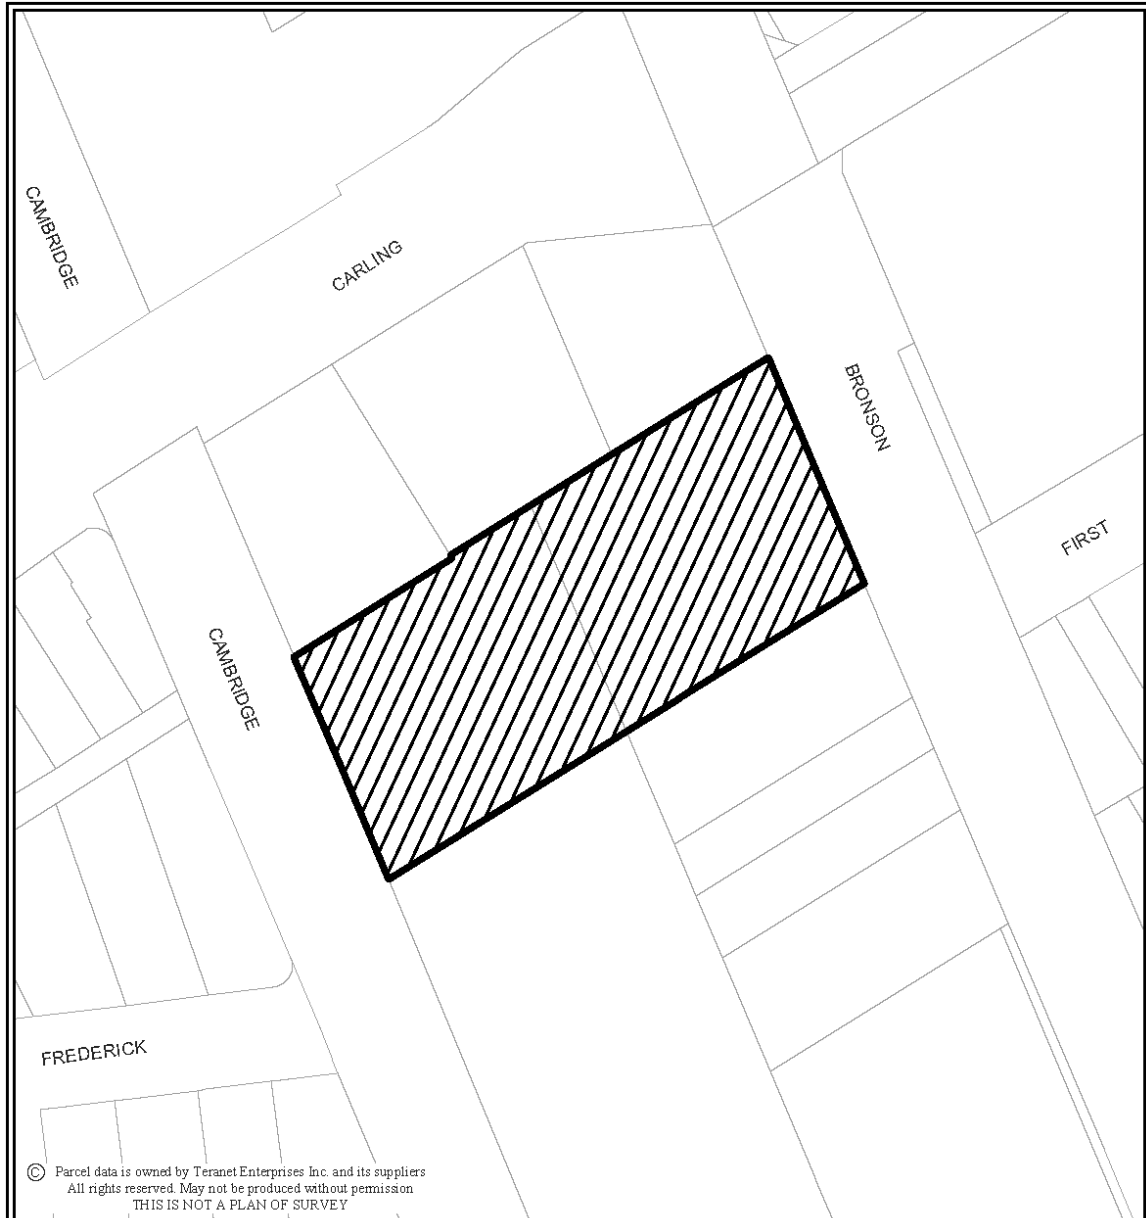 CAMBRIDGE
CARLING
BRONSON
FIRST
CAMBRIDGE
FREDERICK
© Parcel data is owned by Teranet Enterprises Inc. and its suppliers
All rights reserved. May not be produced without permission
THIS IS NOT A PLAN OF SURVEY